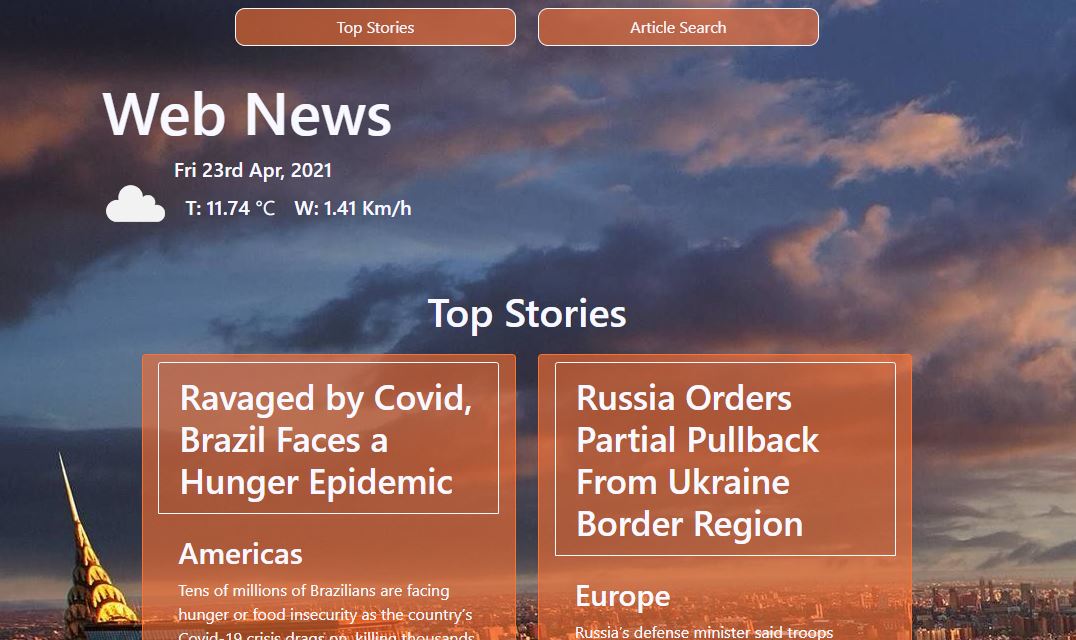 Top Stories
Article Search
Web News
Fri 23rd Apr, 2021
T: 11.74 °C W: 1.41 Km/h
Top Stories
Ravaged by Covid,
Brazil Faces a
Hunger Epidemic
Americas
Tens of millions of Brazilians are facing
hunger or food insecurity as the country's
Covid-19 crisis drags on, killing thousands
Russia Orders
Partial Pullback
From Ukraine
Border Region
Europe
Russia's defense minister said troops